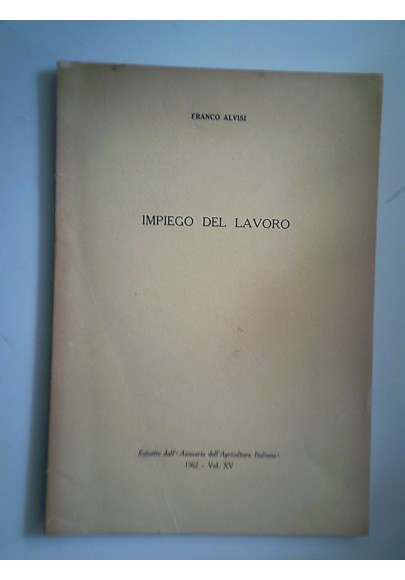 FRANCO ALVISI
IMPIEGO DEL LAVORO
Estratto dall'«Annuario dell'Agricoltura Italiana»
1962 - Vol. XV